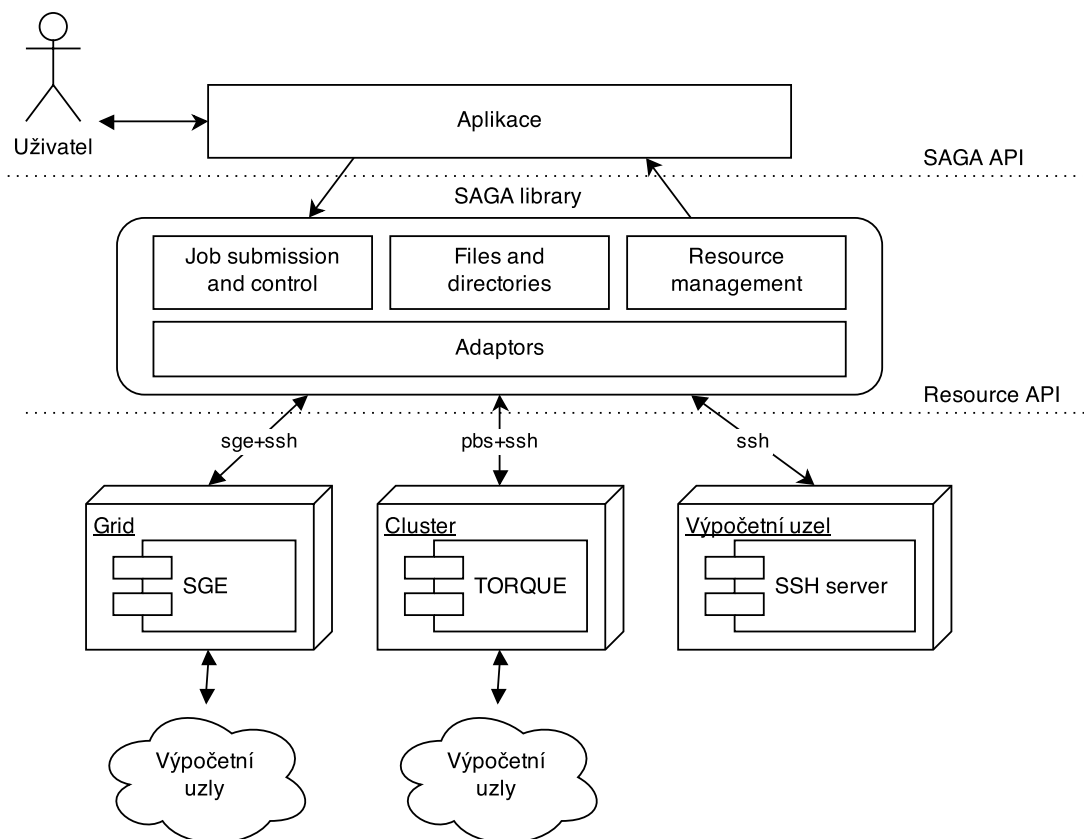 Uživatel
Aplikace
SAGA API
SAGA library
Job submission
and control
Files and
directories
Resource
management
Adaptors
Resource API
sge+ssh
pbs+ssh
ssh
Grid
SGE
Cluster
TORQUE
Výpočetní uzel
SSH server
Výpočetní
uzly
Výpočetní
uzly